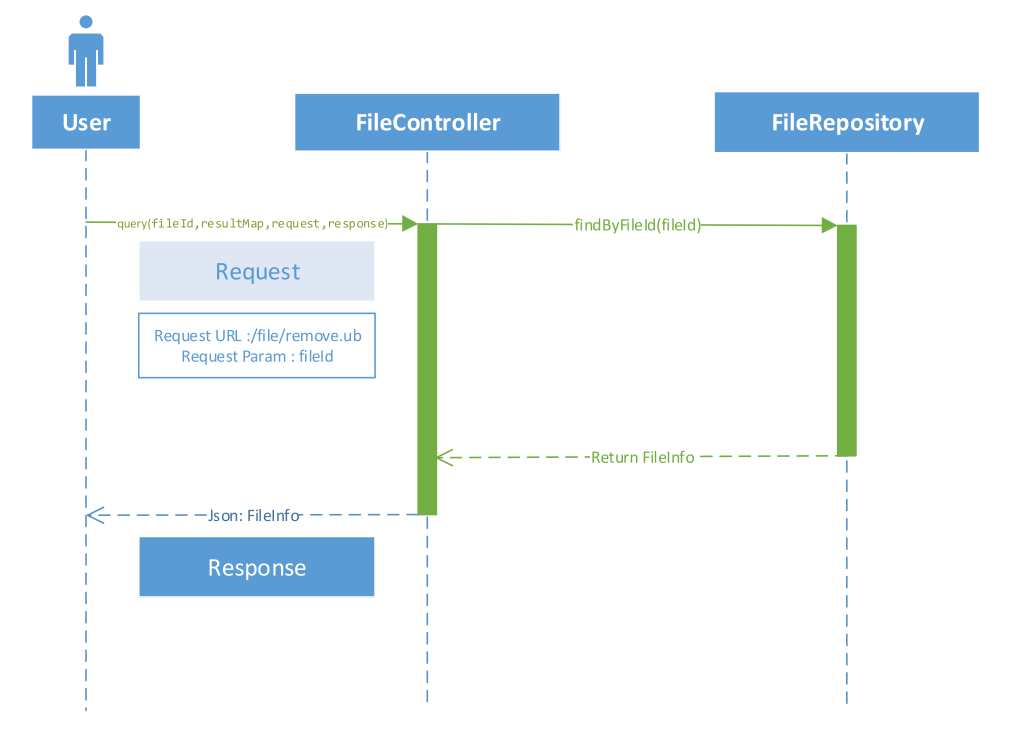 User
FileController
FileRepository
query(fileId,resultMap,request,response)
findByFileId(fileId)
Request
Request URL :/file/remove.ub
Request Param : fileId
Return FileInfo
Json: FileInfo
Response